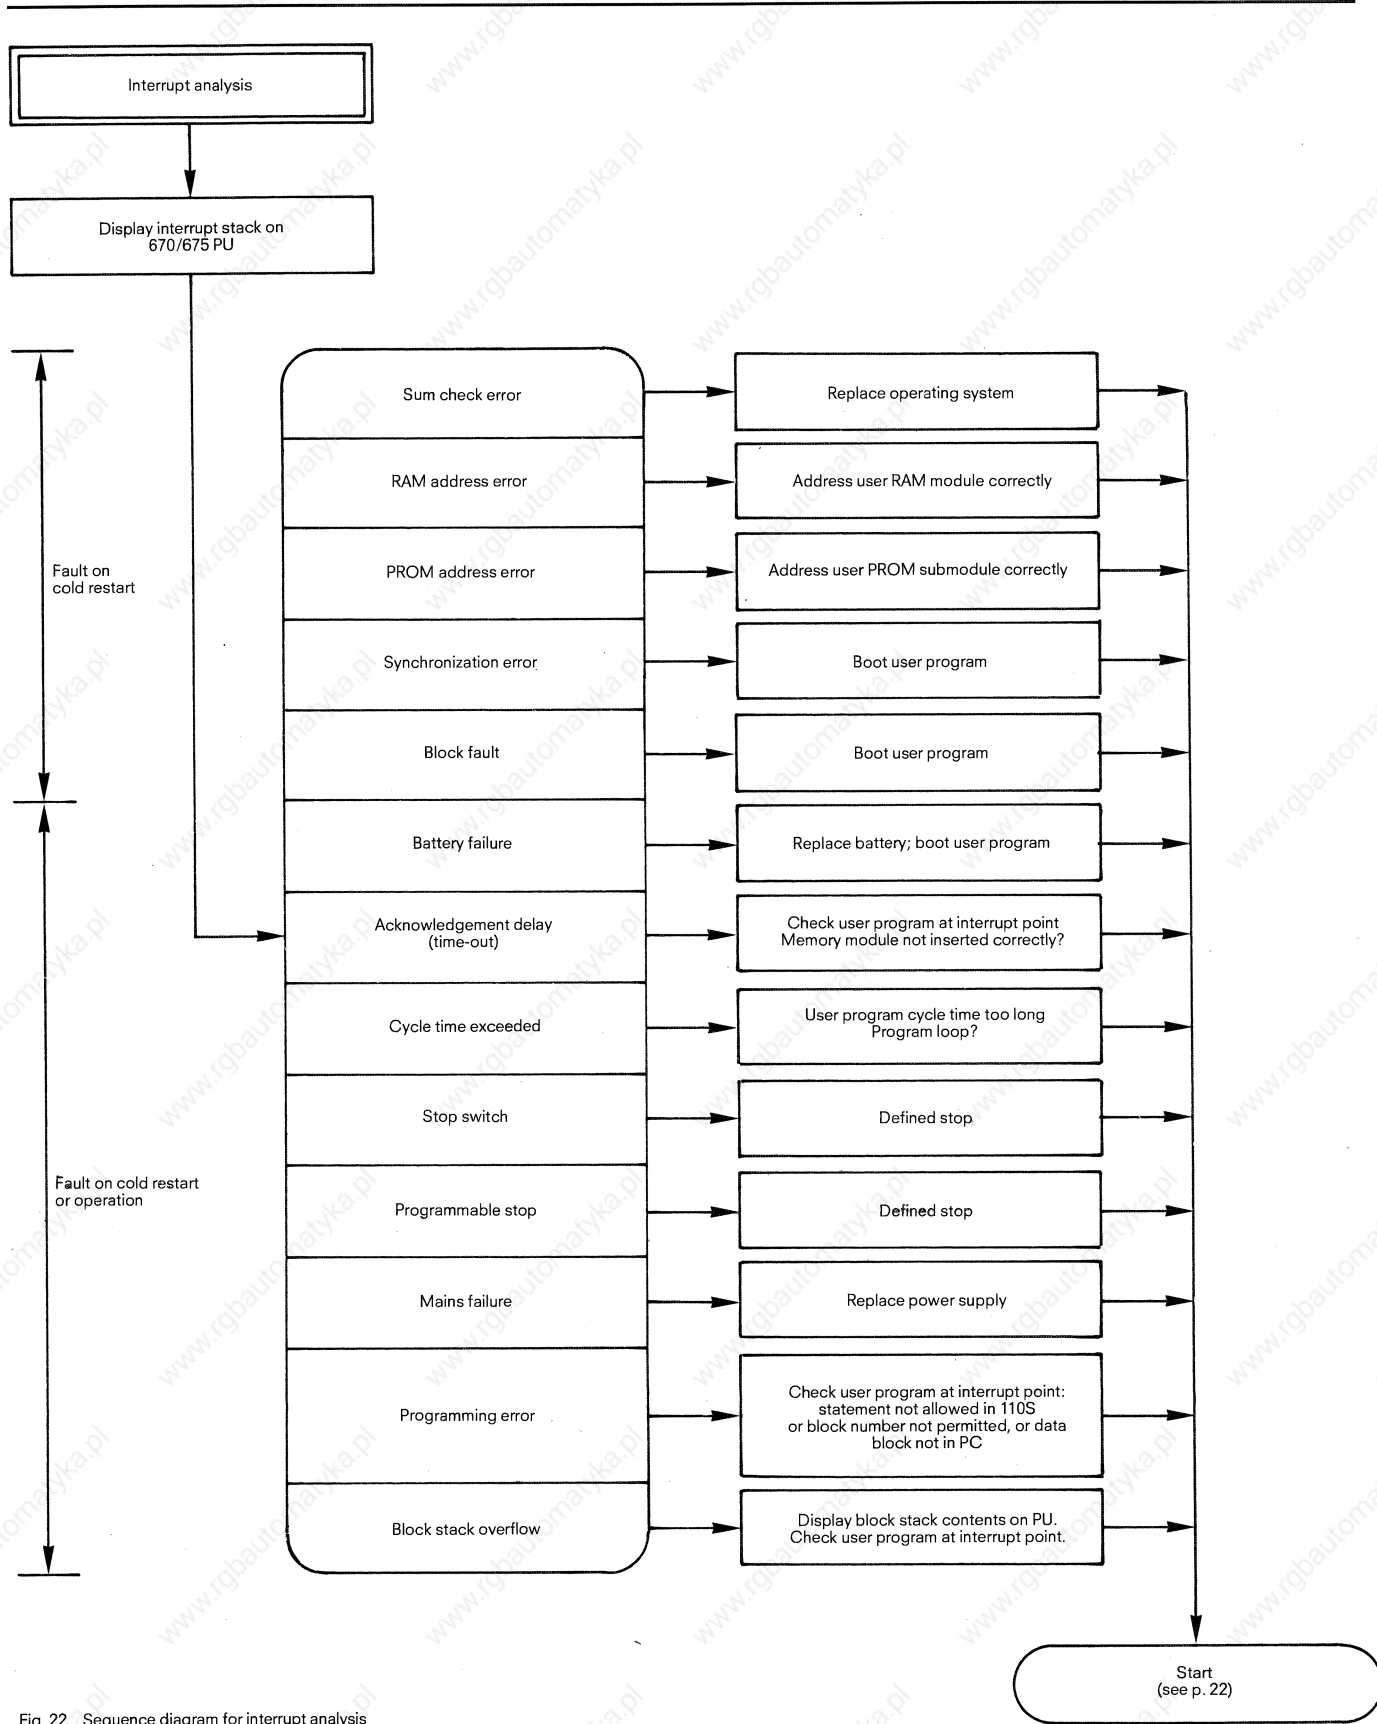 Interrupt analysis
Display interrupt stack on
670/675 PU
Fault on
cold restart
Fault on cold restart
or operation
Sum check error
Replace operating system
RAM address error
Address user RAM module correctly
PROM address error
Address user PROM submodule correctly
Synchronization error
Boot user program
Block fault
Boot user program
Battery failure
Replace battery; boot user program
Acknowledgement delay
(time-out)
Check user program at interrupt point
Memory module not inserted correctly?
Cycle time exceeded
User program cycle time too long
Program loop?
Stop switch
Defined stop
Programmable stop
Defined stop
Mains failure
Replace power supply
Programming error
Check user program at interrupt point:
statement not allowed in 110S
or block number not permitted, or data
block not in PC
Block stack overflow
Display block stack contents on PU.
Check user program at interrupt point.
Start
(see p. 22)
Fig. 22 Sequence diagram for interrupt analysis
www.rgbautomatyka.pl